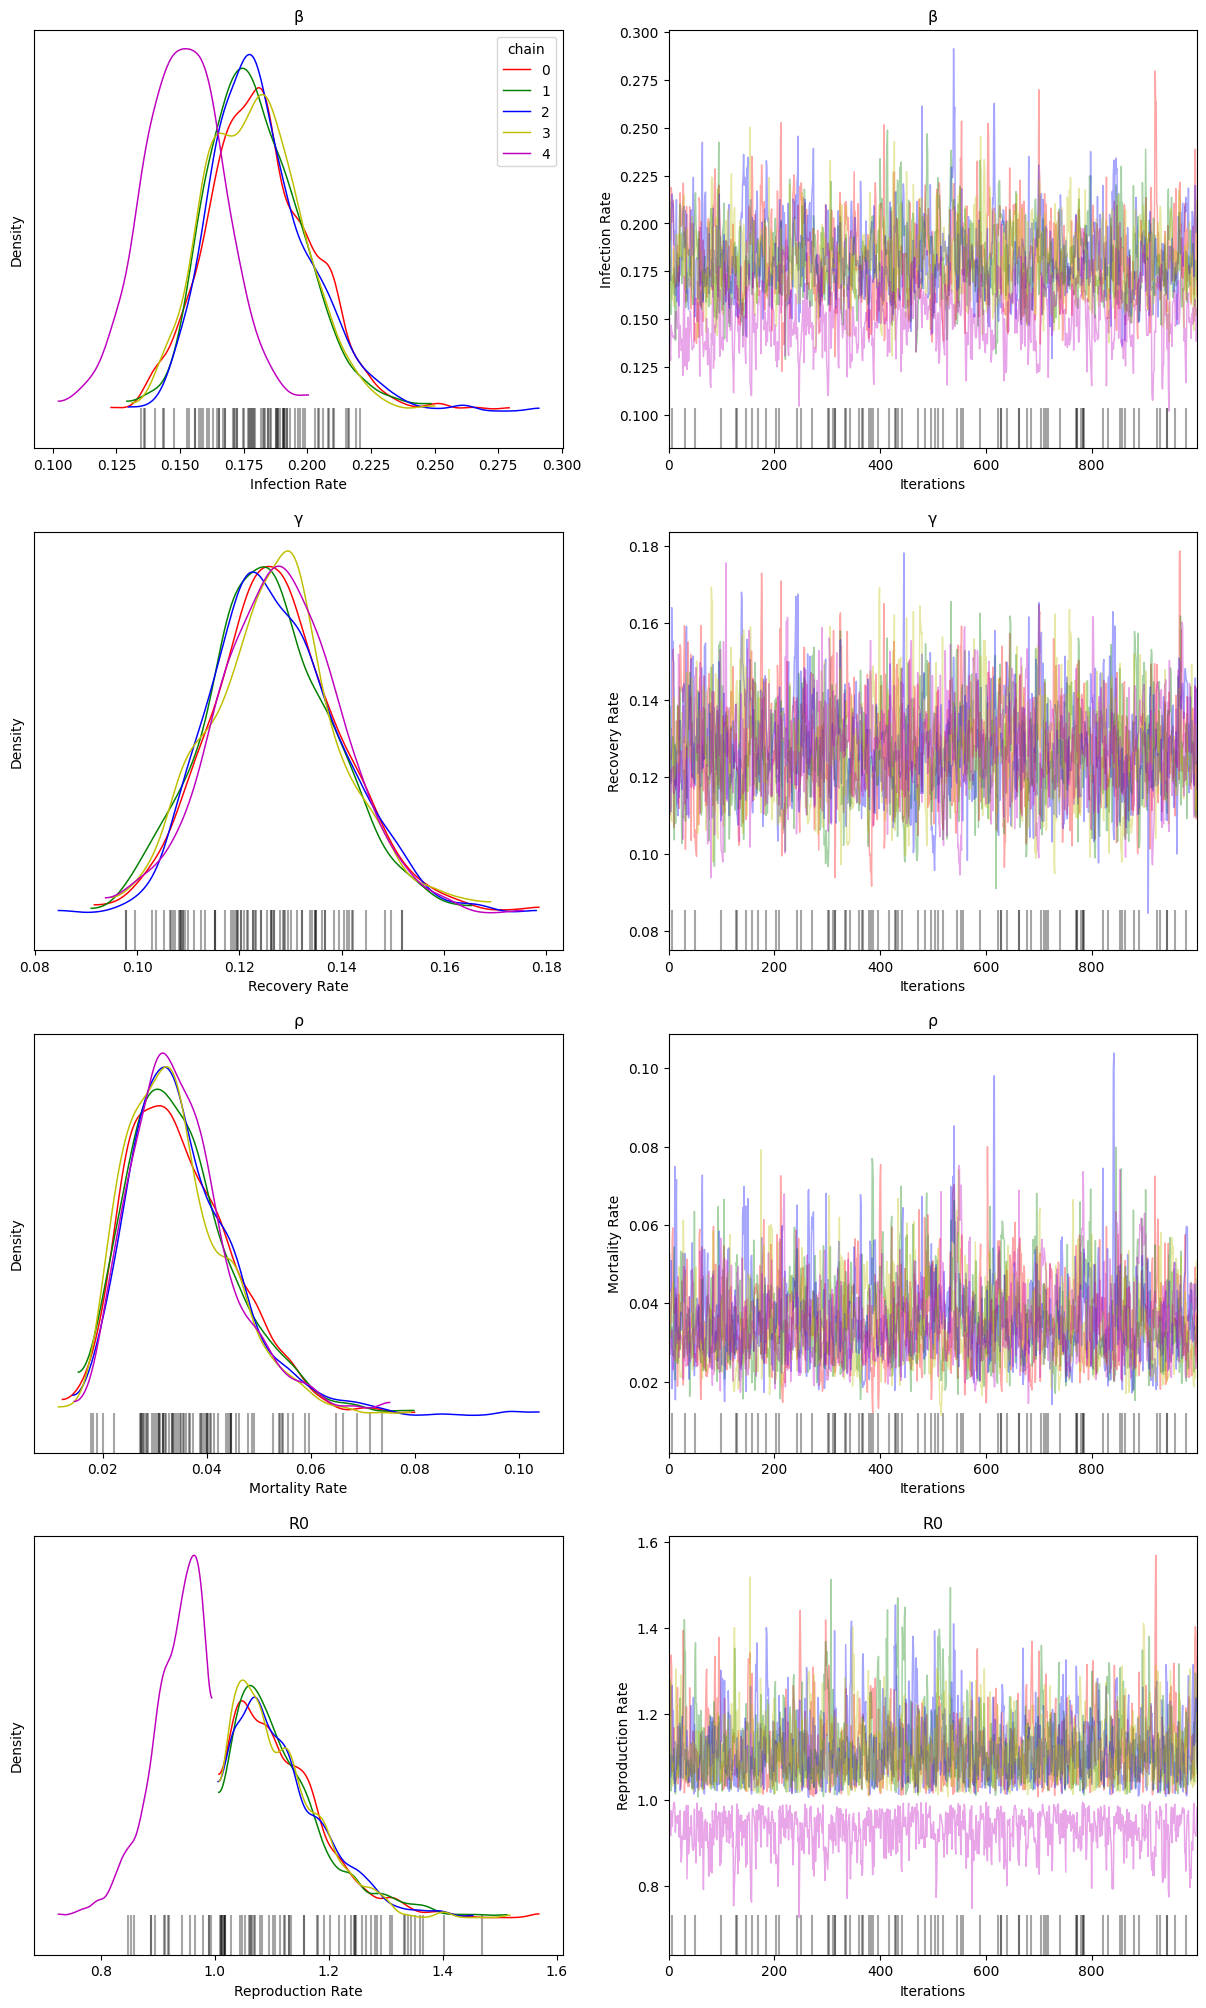 β
Density
chain
0
1
2
3
4
0.100 0.125 0.150 0.175 0.200 0.225 0.250 0.275 0.300
Infection Rate
β
Infection Rate
0.300
0.275
0.250
0.225
0.200
0.175
0.150
0.125
0.100
0 200 400 600 800
Iterations
γ
Density
0.08 0.10 0.12 0.14 0.16 0.18
Recovery Rate
γ
Recovery Rate
0.18
0.16
0.14
0.12
0.10
0.08
0 200 400 600 800
Iterations
ρ
Density
0.02 0.04 0.06 0.08 0.10
Mortality Rate
ρ
Mortality Rate
0.10
0.08
0.06
0.04
0.02
0 200 400 600 800
Iterations
R0
Density
0.8 1.0 1.2 1.4 1.6
Reproduction Rate
R0
Reproduction Rate
1.6
1.4
1.2
1.0
0.8
0 200 400 600 800
Iterations